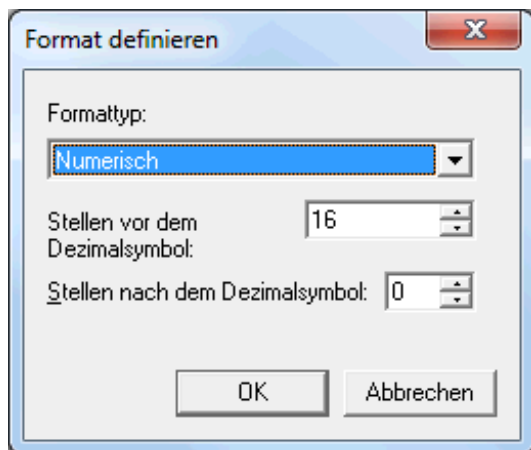 Format definieren
Formattyp:
Numerisch
Stellen vor dem
Dezimalsymbol:
16
Stellen nach dem Dezimalsymbol:
0
OK
Abbrechen